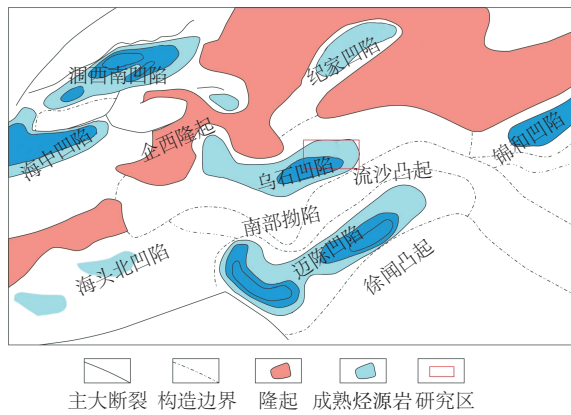 涠西南凹陷
纪家凹陷
海中凹陷
企西隆起
锦和凹陷
乌石凹陷
流沙凸起
南部拗陷
迈陈凹陷
徐闻凸起
海头北凹陷
主大断裂 构造边界 隆起 成熟烃源岩 研究区